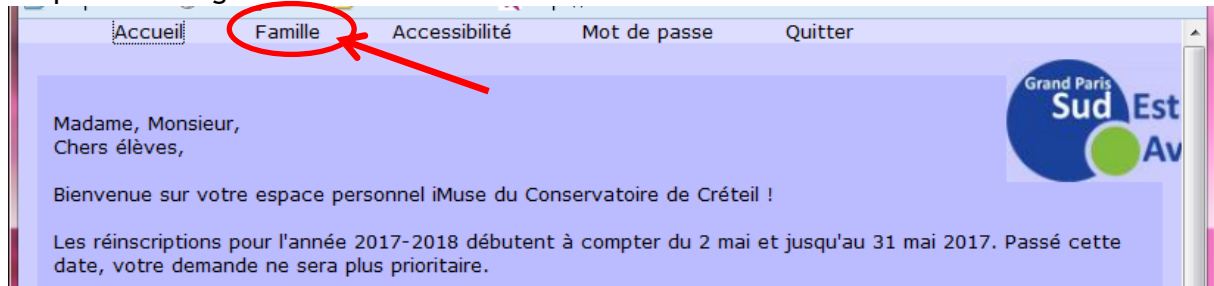 Accueil Famille Accessibilité Mot de passe Quitter
Grand Paris
Sud Est
Av
Madame, Monsieur,
Chers élèves,
Bienvenue sur votre espace personnel iMuse du Conservatoire de Créteil !
Les réinscriptions pour l'année 2017-2018 débutent à compter du 2 mai et jusqu'au 31 mai 2017. Passé cette
date, votre demande ne sera plus prioritaire.